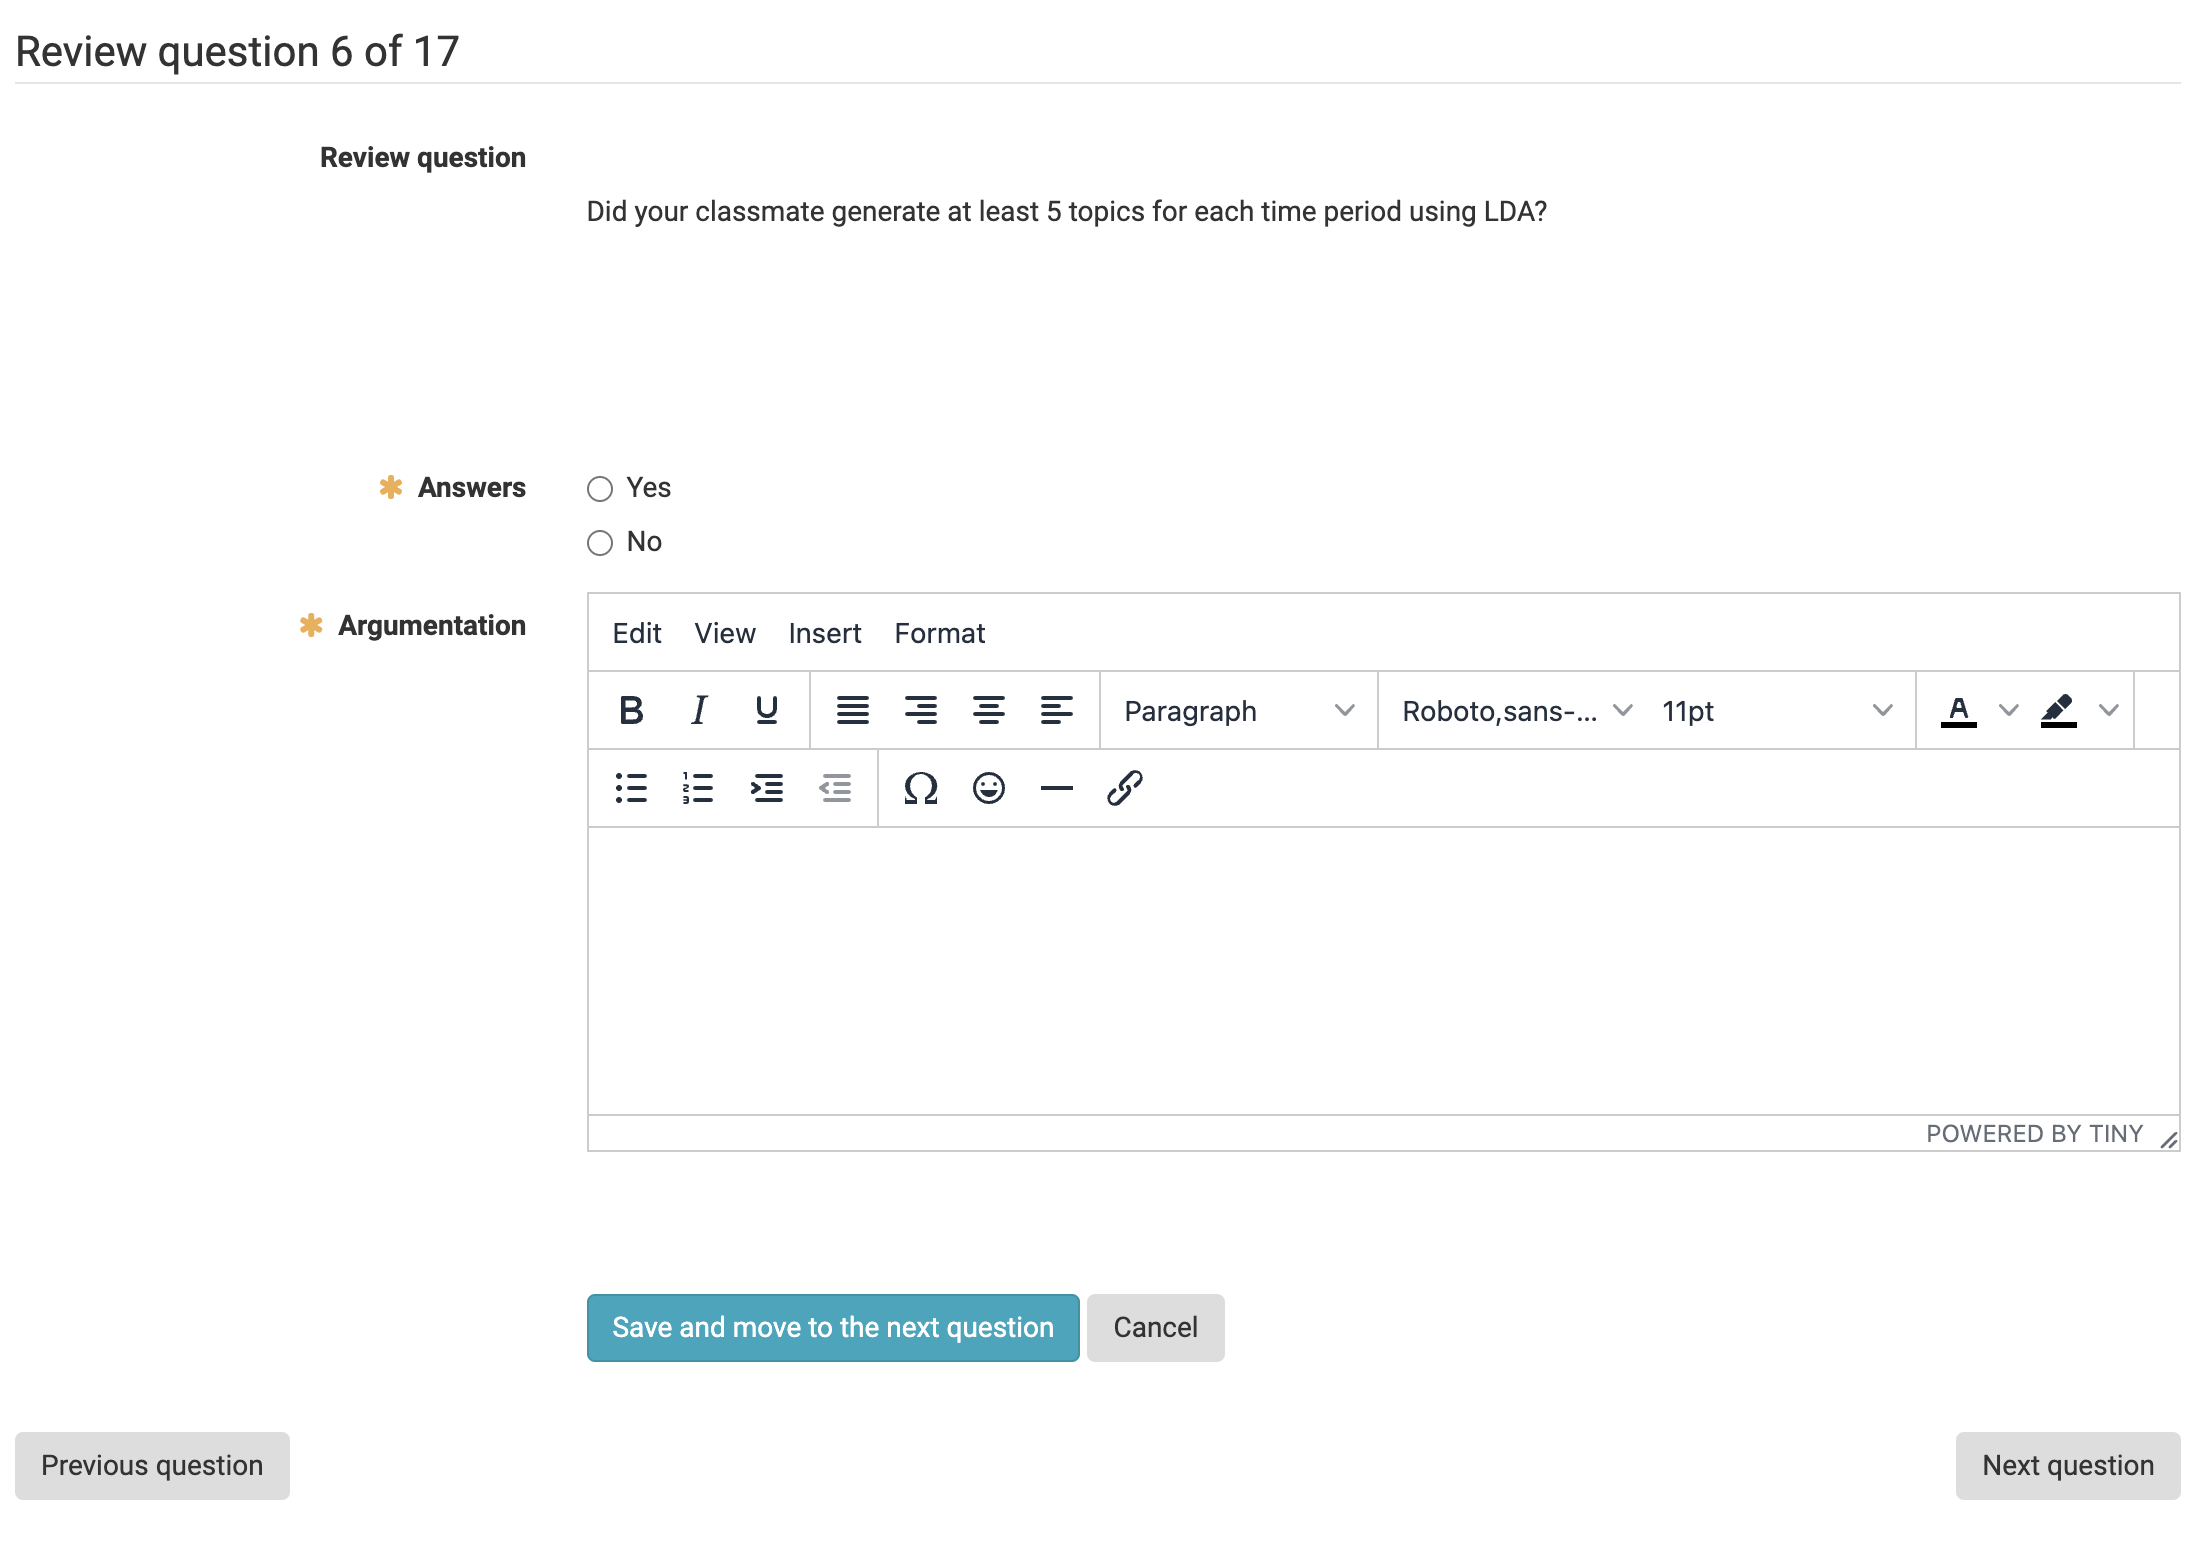 Review question 6 of 17
Review question
Did your classmate generate at least 5 topics for each time period using LDA?
Answers
Yes
No
Argumentation
Edit View Insert Format
B I U Paragraph Roboto,sans-... 11pt A
Ω
POWERED BY TINY
Save and move to the next question Cancel
Previous question Next question